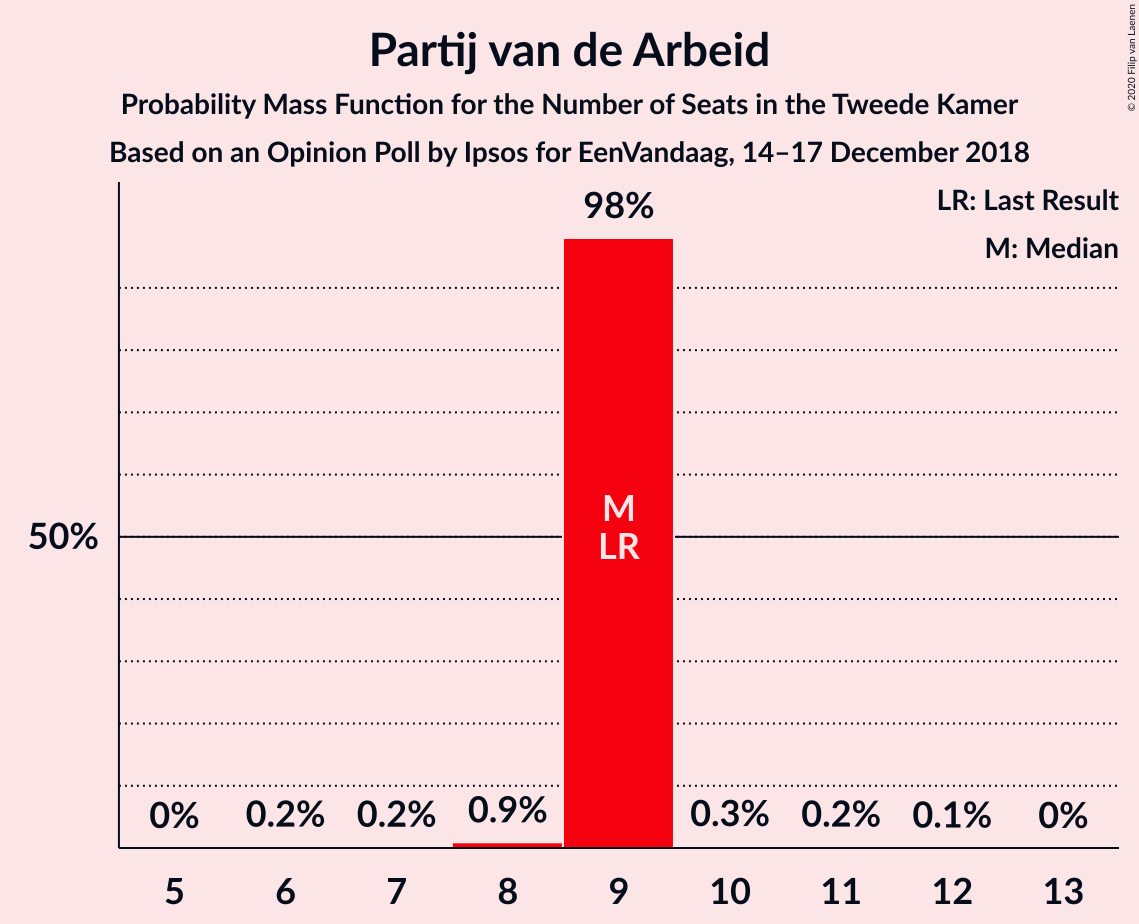 Partij van de Arbeid
Probability Mass Function for the Number of Seats in the Tweede Kamer
Based on an Opinion Poll by Ipsos for EenVandaag, 14–17 December 2018
© 2020 Filip van Laenen
LR: Last Result
M: Median
98%
M
LR
50%
0% 0.2% 0.2% 0.9% 0.3% 0.2% 0.1% 0%
5 6 7 8 9 10 11 12 13